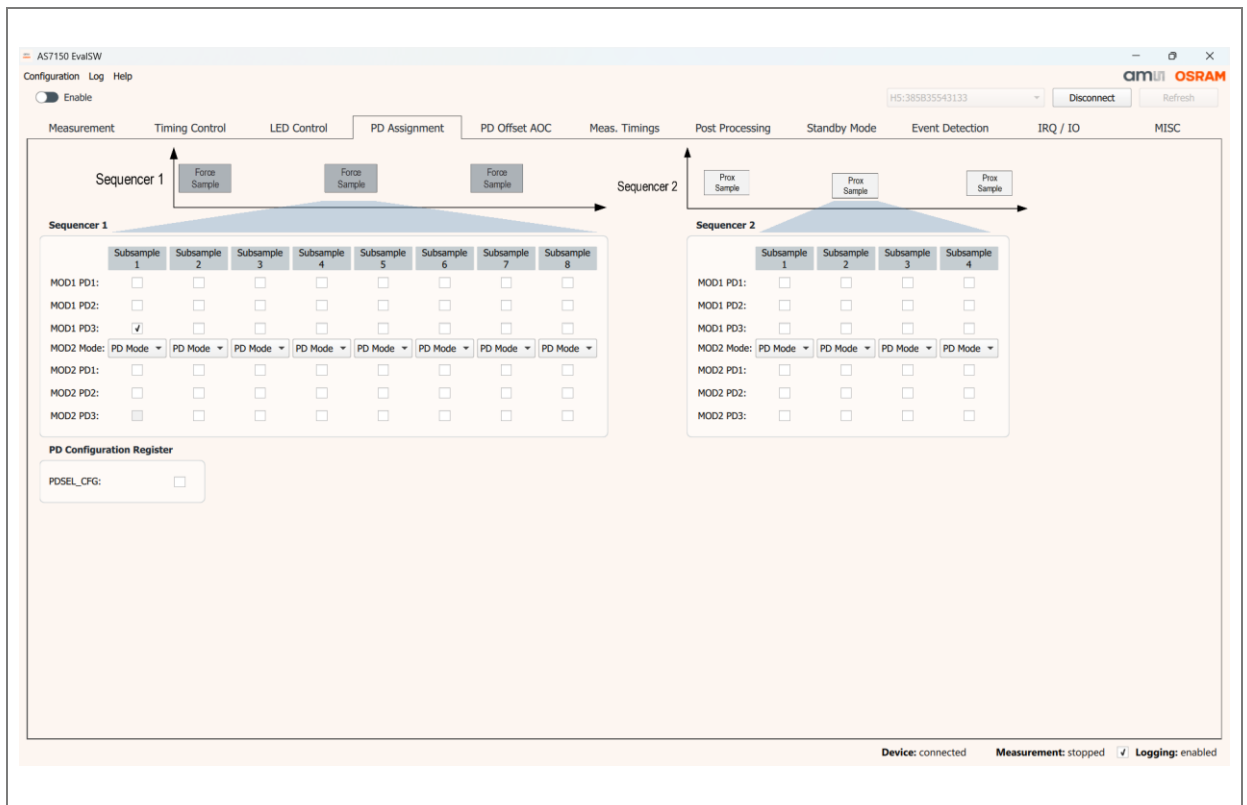 AS7150 EvalSW
Configuration Log Help
am OSRAM
Enable
H5:385B35543133
Disconnect
Refresh
Measurement Timing Control LED Control PD Assignment PD Offset AOC Meas. Timings Post Processing Standby Mode Event Detection IRQ / IO MISC
Sequencer 1
Force Sample
Force Sample
Force Sample
Sequencer 2
Prox Sample
Prox Sample
Prox Sample
Sequencer 1
Subsample 1 Subsample 2 Subsample 3 Subsample 4 Subsample 5 Subsample 6 Subsample 7 Subsample 8
MOD1 PD1:
MOD1 PD2:
MOD1 PD3:
MOD2 Mode: PD Mode PD Mode PD Mode PD Mode PD Mode PD Mode PD Mode PD Mode
MOD2 PD1:
MOD2 PD2:
MOD2 PD3:
Sequencer 2
Subsample 1 Subsample 2 Subsample 3 Subsample 4
MOD1 PD1:
MOD1 PD2:
MOD1 PD3:
MOD2 Mode: PD Mode PD Mode PD Mode PD Mode
MOD2 PD1:
MOD2 PD2:
MOD2 PD3:
PD Configuration Register
PDSEL_CFG:
Device: connected Measurement: stopped Logging: enabled